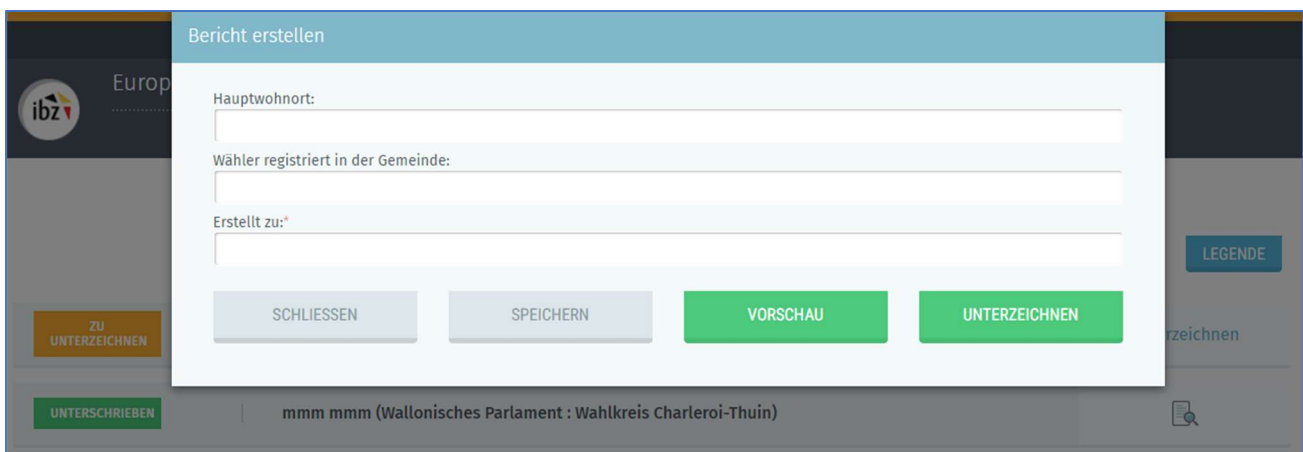 Bericht erstellen
Europ
ibz
Hauptwohnort:
Wähler registriert in der Gemeinde:
Erstellt zu:*
LEGENDE
SCHLIESSEN SPEICHERN VORSCHAU UNTERZEICHNEN
ZU
UNTERZEICHNEN
rzeichnen
UNTERSCHRIEBEN
mmm mmm (Wallonisches Parlament : Wahlkreis Charleroi-Thuin)